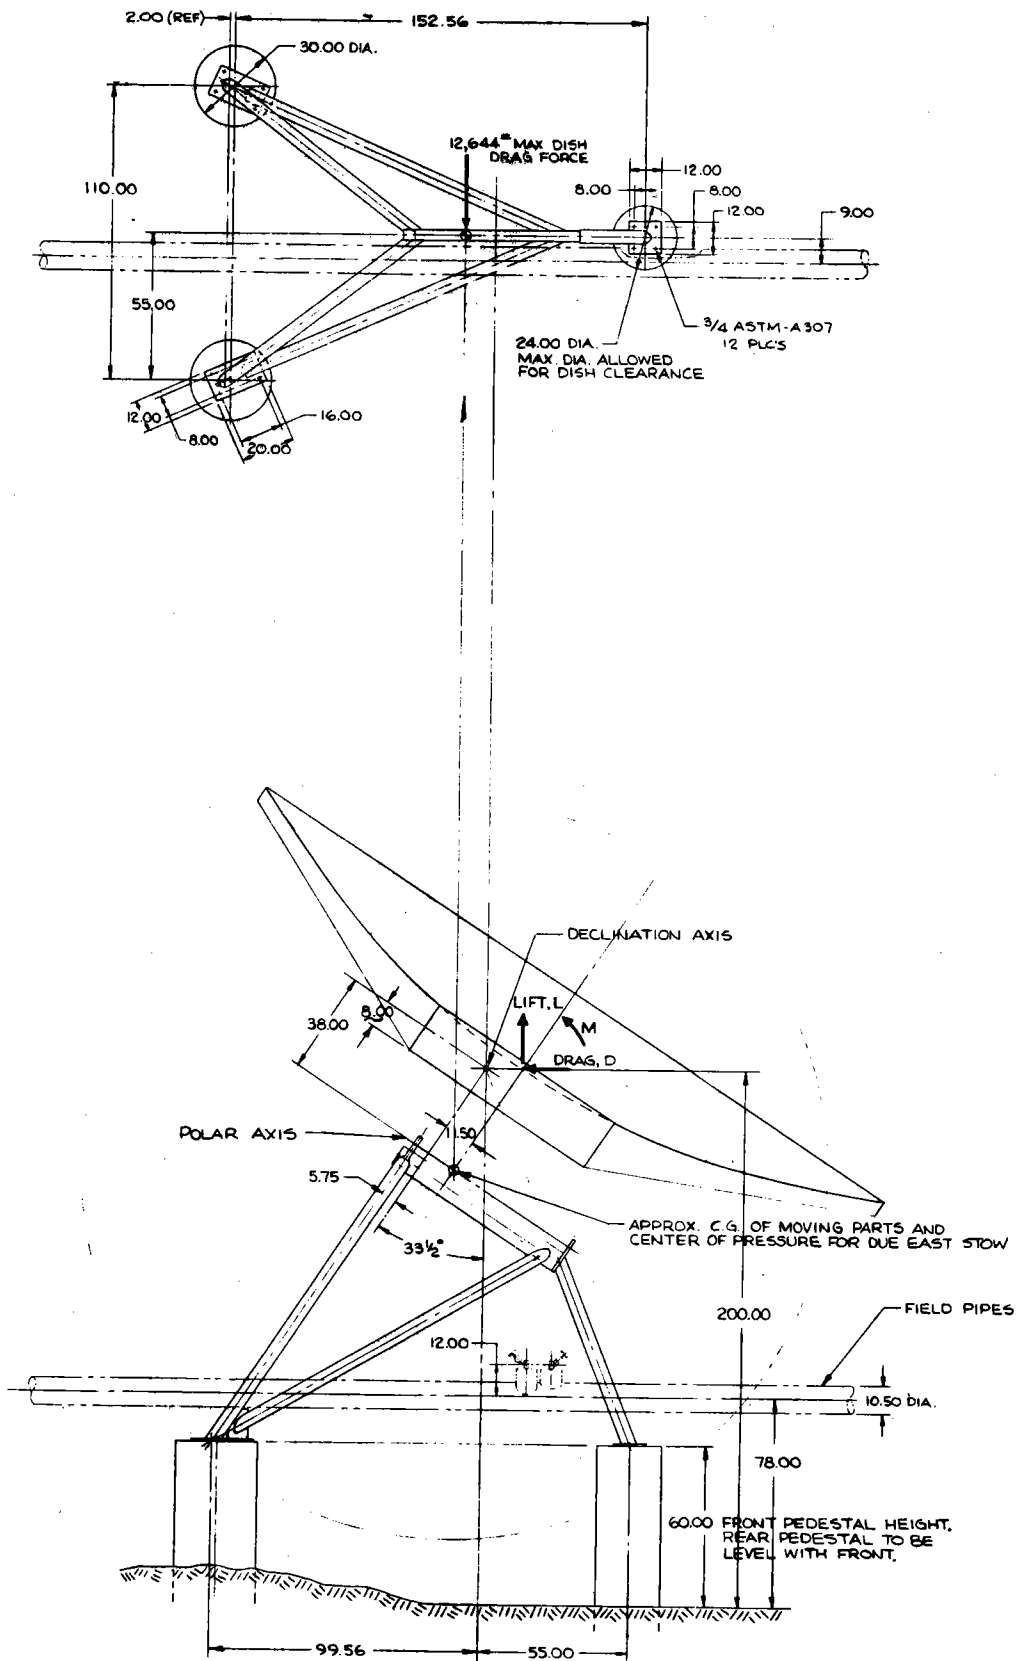 2.00 (REF)
152.56
30.00 DIA.
12,644# MAX DISH
DRAG FORCE
12.00
8.00
8.00
12.00
9.00
110.00
55.00
3/4 ASTM-A307
12 PLC'S
24.00 DIA.
MAX. DIA. ALLOWED
FOR DISH CLEARANCE
12.00
8.00
16.00
20.00
DECLINATION AXIS
LIFT, L
M
DRAG, D
38.00
8.00
11.50
POLAR AXIS
5.75
33½°
APPROX. C.G. OF MOVING PARTS AND
CENTER OF PRESSURE FOR DUE EAST STOW
200.00
FIELD PIPES
12.00
10.50 DIA.
78.00
60.00 FRONT PEDESTAL HEIGHT.
REAR PEDESTAL TO BE
LEVEL WITH FRONT.
99.56
55.00